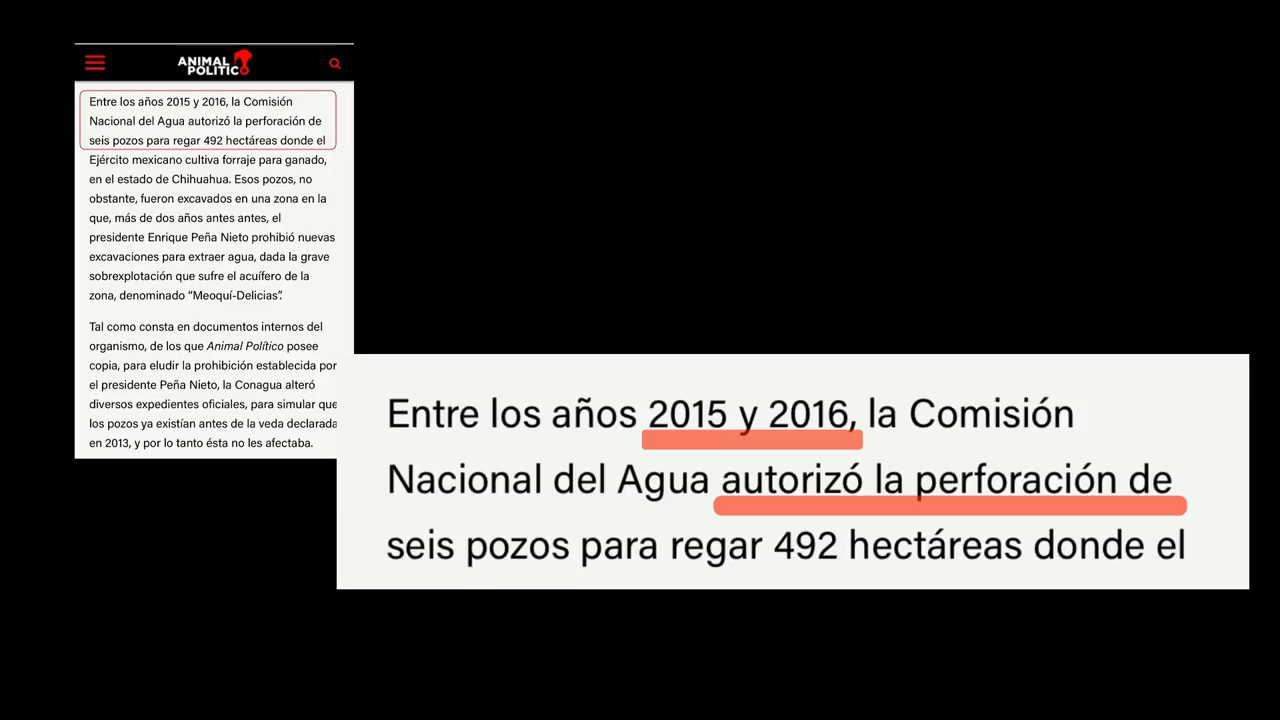 ANIMAL
POLITICO
Entre los años 2015 y 2016, la Comisión
Nacional del Agua autorizó la perforación de
seis pozos para regar 492 hectáreas donde el
Ejército mexicano cultiva forraje para ganado,
en el estado de Chihuahua. Esos pozos, no
obstante, fueron excavados en una zona en la
que, más de dos años antes antes, el
presidente Enrique Peña Nieto prohibió nuevas
excavaciones para extraer agua, dada la grave
sobrexplotación que sufre el acuífero de la
zona, denominado “Meoquí-Delicias”.
Tal como consta en documentos internos del
organismo, de los que Animal Político posee
copia, para eludir la prohibición establecida por
el presidente Peña Nieto, la Conagua alteró
diversos expedientes oficiales, para simular que
los pozos ya existían antes de la veda declarada
en 2013, y por lo tanto ésta no les afectaba.
Entre los años 2015 y 2016, la Comisión
Nacional del Agua autorizó la perforación de
seis pozos para regar 492 hectáreas donde el